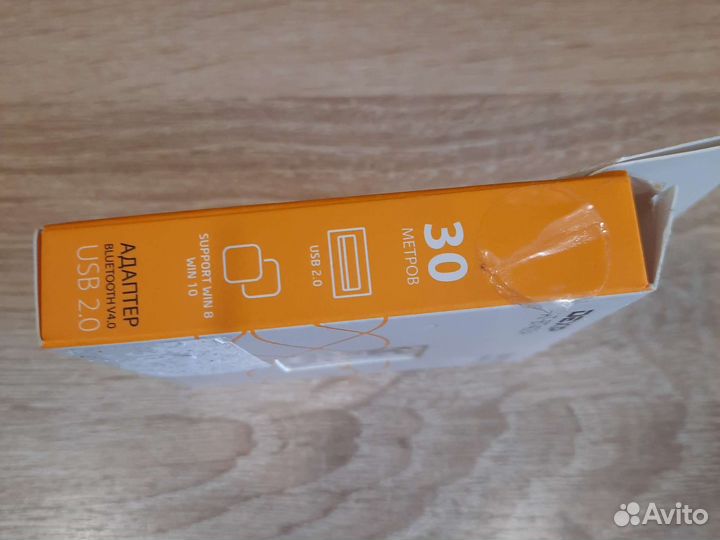 30
МЕТРОВ
USB 2.0
SUPPORT WIN 8
WIN 10
АДАПТЕР
BLUETOOTH V4.0
USB 2.0
Avito